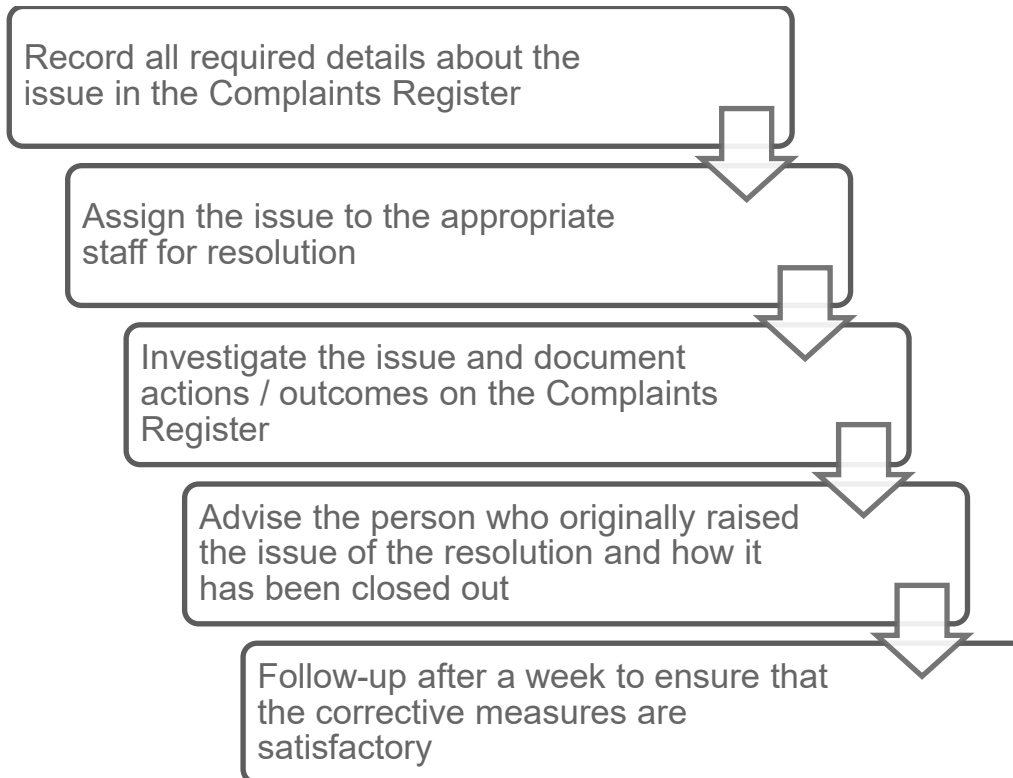 Record all required details about the
issue in the Complaints Register
Assign the issue to the appropriate
staff for resolution
Investigate the issue and document
actions / outcomes on the Complaints
Register
Advise the person who originally raised
the issue of the resolution and how it
has been closed out
Follow-up after a week to ensure that
the corrective measures are
satisfactory